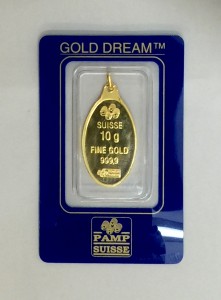 GOLD DREAM™
SUISSE
10 g
FINE GOLD
999,9
PAMP
SUISSE